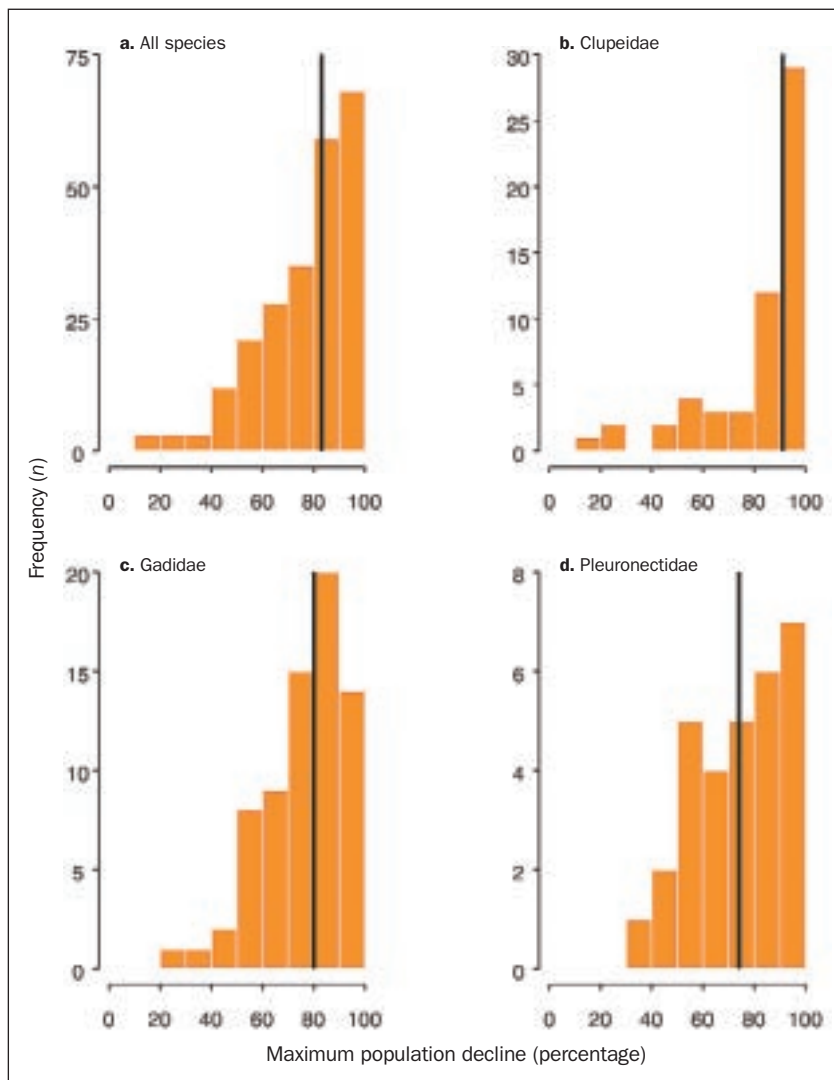 a. All species
75
50
25
0
0 20 40 60 80 100
b. Clupeidae
30
25
20
15
10
5
0
0 20 40 60 80 100
Frequency (n)
c. Gadidae
20
15
10
5
0
0 20 40 60 80 100
d. Pleuronectidae
8
6
4
2
0
0 20 40 60 80 100
Maximum population decline (percentage)